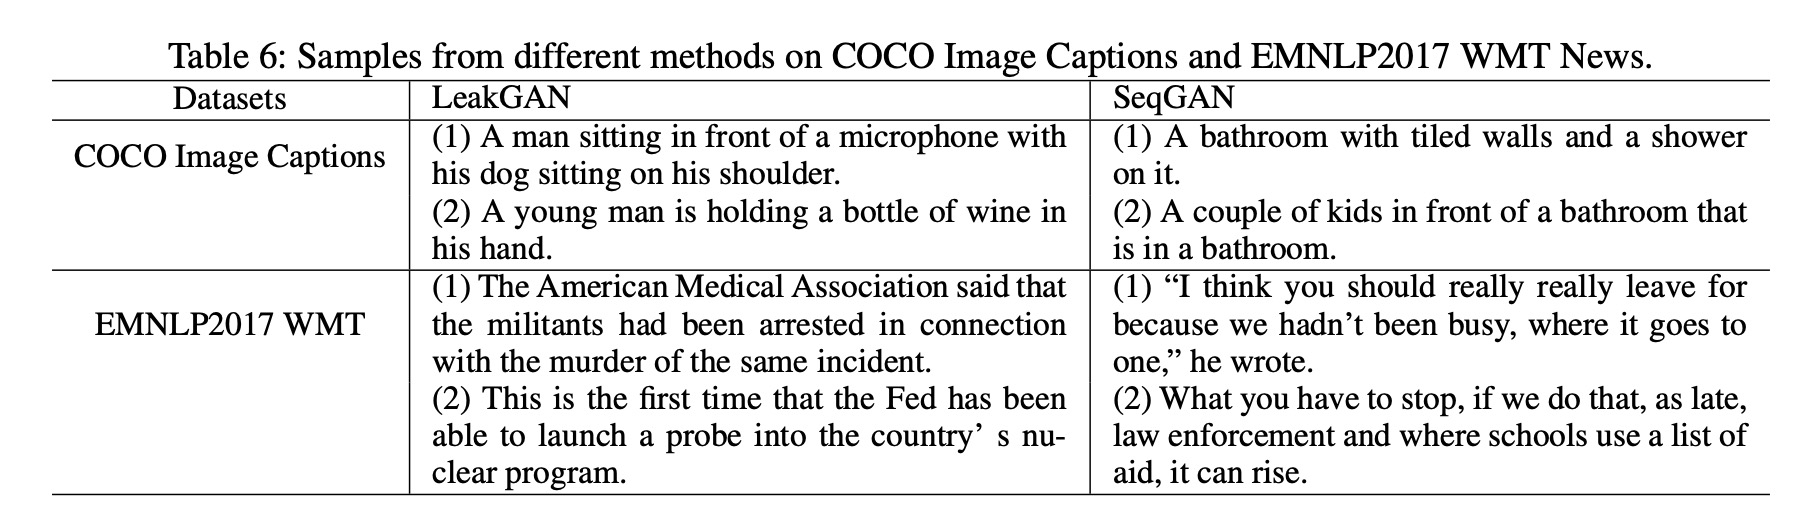 Table 6: Samples from different methods on COCO Image Captions and EMNLP2017 WMT News.
Datasets
LeakGAN
SeqGAN
COCO Image Captions
(1) A man sitting in front of a microphone with
his dog sitting on his shoulder.
(2) A young man is holding a bottle of wine in
his hand.
(1) A bathroom with tiled walls and a shower
on it.
(2) A couple of kids in front of a bathroom that
is in a bathroom.
EMNLP2017 WMT
(1) The American Medical Association said that
the militants had been arrested in connection
with the murder of the same incident.
(2) This is the first time that the Fed has been
able to launch a probe into the country’ s nu-
clear program.
(1) “I think you should really really leave for
because we hadn’t been busy, where it goes to
one,” he wrote.
(2) What you have to stop, if we do that, as late,
law enforcement and where schools use a list of
aid, it can rise.